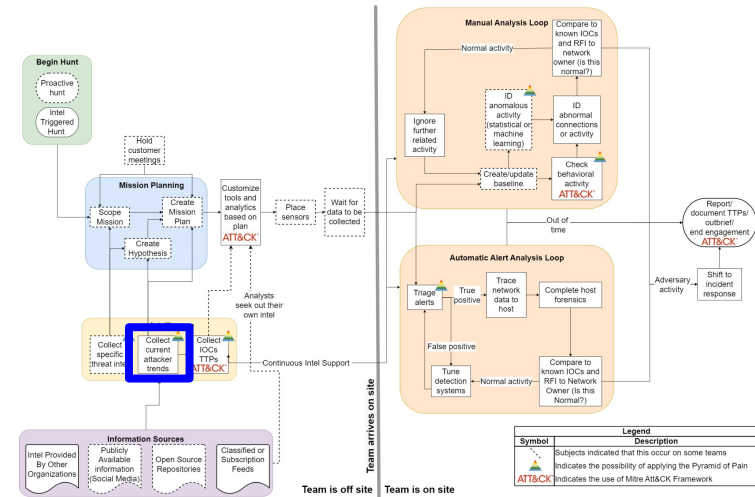 Begin Hunt
Proactive
hunt
Intel
Triggered
Hunt
Hold
customer
meetings
Mission Planning
Scope
Mission
Create
Mission
Plan
Create
Hypothesis
Customize
tools and
analytics
based on
plan
ATT&CK
Place
sensors
Wait for
data to be
collected
Analysts
seek out their
own intel
Collect
specific
threat intel
Collect
current
attacker
trends
Collect
IOCs
TTPs
ATT&CK
Continuous Intel Support
Information Sources
Intel Provided
By Other
Organizations
Publicly
Available
information
(Social Media)
Open Source
Repositories
Classified or
Subscription
Feeds
Team is off site
Team arrives on site
Team is on site
Manual Analysis Loop
Normal activity
Compare to
known IOCs
and RFI to
network
owner (is this
normal?)
Ignore
further
related
activity
ID
anomalous
activity
(statistical or
machine
learning)
ID
abnormal
connections
or activity
Create/update
baseline
Check
behavioral
activity
ATT&CK
Out of
time
Report/
document TTPs/
outbrief/
end engagement
ATT&CK
Automatic Alert Analysis Loop
Triage
alerts
True
positive
Trace
network
data to
host
Complete host
forensics
False positive
Tune
detection
systems
Normal activity
Compare to
known IOCs and
RFI to Network
Owner (Is this
Normal?)
Adversary
activity
Shift to
incident
response
Legend
Symbol Description
Subjects indicated that this occur on some teams
Indicates the possibility of applying the Pyramid of Pain
ATT&CK Indicates the use of Mitre Att&CK Framework